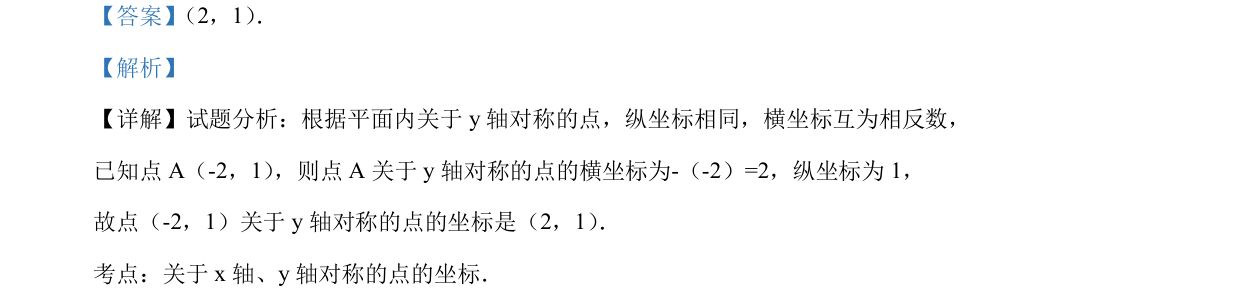 【答案】（2，1）．
【解析】
【详解】试题分析：根据平面内关于 y 轴对称的点，纵坐标相同，横坐标互为相反数，
已知点 A（-2，1），则点 A 关于 y 轴对称的点的横坐标为-（-2）=2，纵坐标为 1，
故点（-2，1）关于 y 轴对称的点的坐标是（2，1）．
考点：关于 x 轴、y 轴对称的点的坐标．